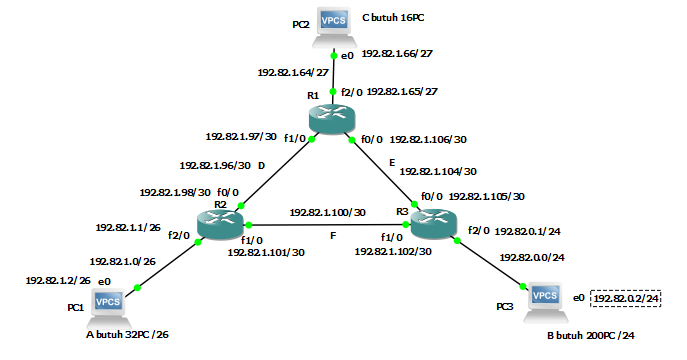 C butuh 16PC
PC2
VPCS
e0 192.82.1.66/27
192.82.1.64/27
f2/0 192.82.1.65/27
R1
192.82.1.97/30 f1/0
f0/0 192.82.1.106/30
192.82.1.96/30 D
E
192.82.1.104/30
192.82.1.98/30 f0/0
f0/0 192.82.1.105/30
R2
192.82.1.100/30
R3
192.82.1.1/26
f2/0
f1/0
F
f1/0
f2/0 192.82.0.1/24
192.82.1.101/30
192.82.1.102/30
192.82.1.0/26
192.82.0.0/24
192.82.1.2/26 e0
PC1
VPCS
VPCS
e0 192.82.0.2/24
PC3
A butuh 32PC /26
B butuh 200PC /24